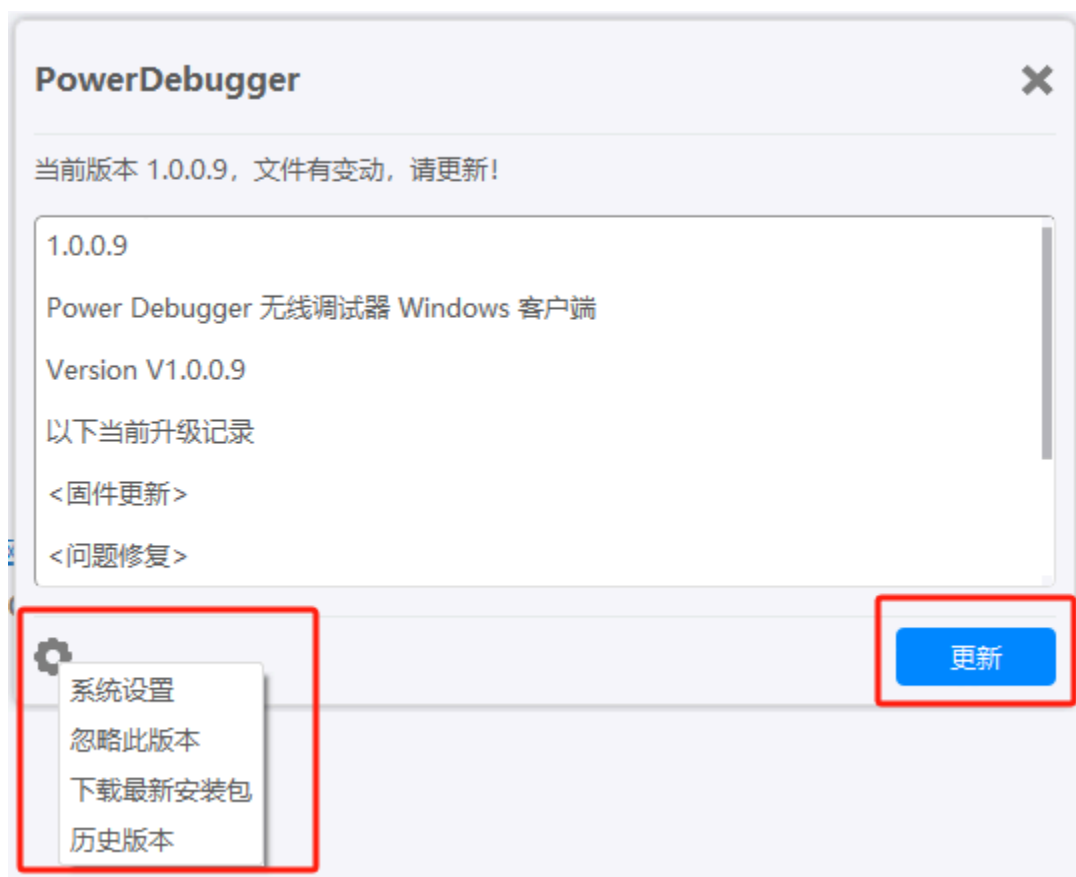 PowerDebugger
当前版本 1.0.0.9，文件有变动，请更新！
1.0.0.9
Power Debugger 无线调试器 Windows 客户端
Version V1.0.0.9
以下当前升级记录
<固件更新>
<问题修复>
更新
系统设置
忽略此版本
下载最新安装包
历史版本